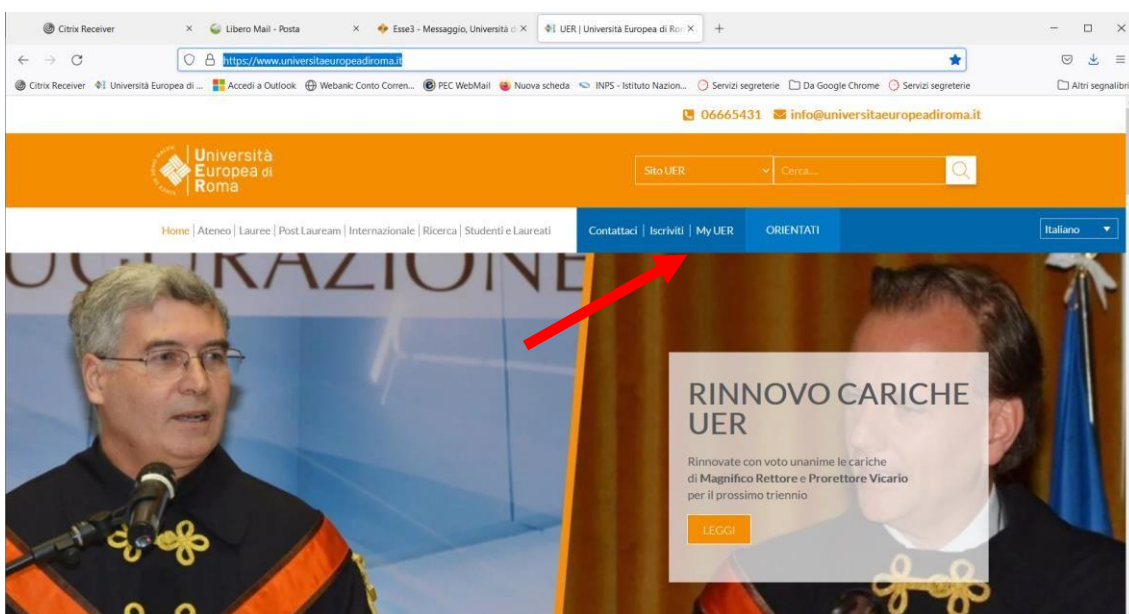 Citrix Receiver × Libero Mail - Posta × Esse3 - Messaggio, Università d × UER | Università Europea di Ro × +
https://www.universitaeuropeadiroma.it
Citrix Receiver Università Europea di ... Accedi a Outlook Webank: Conto Corren... PEC WebMail Nuova scheda INPS - Istituto Nazion... Servizi segreterie Da Google Chrome Servizi segreterie Altri segnalibri
06665431 info@universitaeuropeadiroma.it
Università
Europea di
Roma
Sito UER Cerca...
Home | Ateneo | Lauree | Post Lauream | Internazionale | Ricerca | Studenti e Laureati Contattaci | Iscriviti | My UER ORIENTATI Italiano
UGURAZIONE
RINNOVO CARICHE
UER
Rinnovate con voto unanime le cariche
di Magnifico Rettore e Prorettore Vicario
per il prossimo triennio
LEGGI